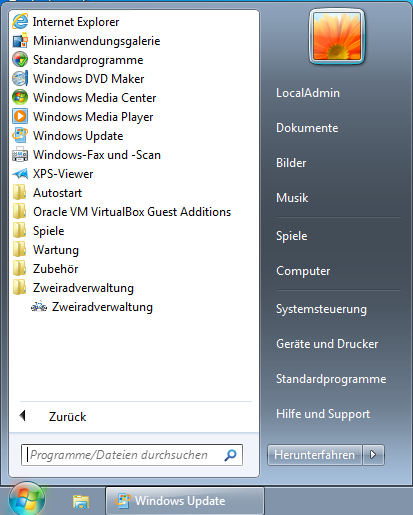 Internet Explorer
Minianwendungsgalerie
Standardprogramme
Windows DVD Maker
Windows Media Center
Windows Media Player
Windows Update
Windows-Fax und -Scan
XPS-Viewer
Autostart
Oracle VM VirtualBox Guest Additions
Spiele
Wartung
Zubehör
Zweiradverwaltung
Zweiradverwaltung
Zurück
Programme/Dateien durchsuchen
LocalAdmin
Dokumente
Bilder
Musik
Spiele
Computer
Systemsteuerung
Geräte und Drucker
Standardprogramme
Hilfe und Support
Herunterfahren
Windows Update